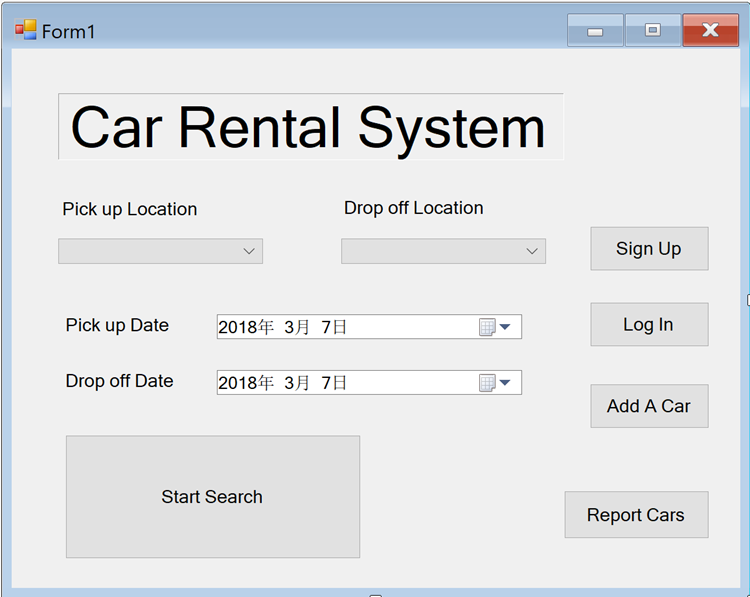 Form1
Car Rental System
Pick up Location
Drop off Location
Sign Up
Pick up Date
2018年 3月 7日
Log In
Drop off Date
2018年 3月 7日
Add A Car
Start Search
Report Cars